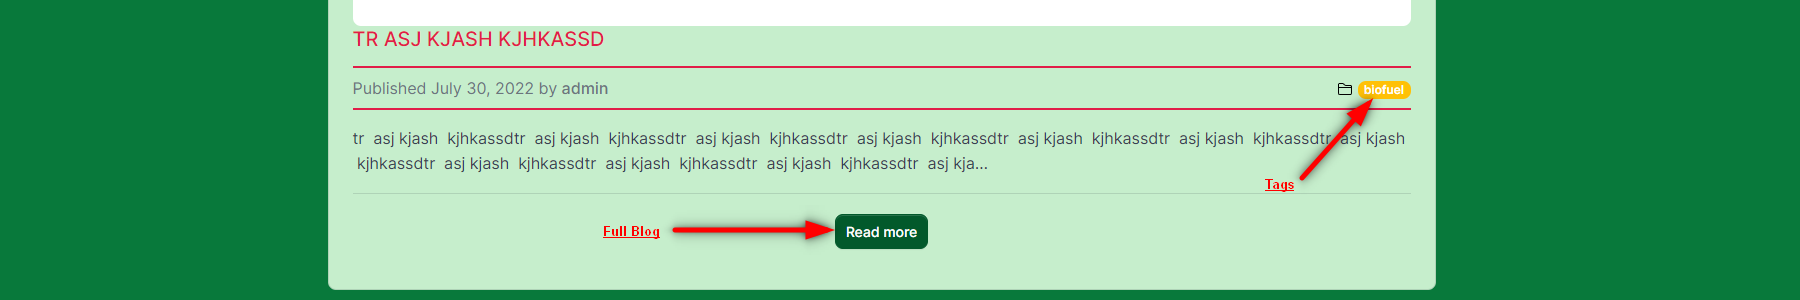 TR ASJ KJASH KJHKASSD
Published July 30, 2022 by admin
biofuel
tr asj kjash kjhkassdtr asj kjash kjhkassdtr asj kjash kjhkassdtr asj kjash kjhkassdtr asj kjash kjhkassdtr asj kjash kjhkassdtr asj kjash
kjhkassdtr asj kjash kjhkassdtr asj kjash kjhkassdtr asj kjash kjhkassdtr asj kja...
Tags
Full Blog
Read more